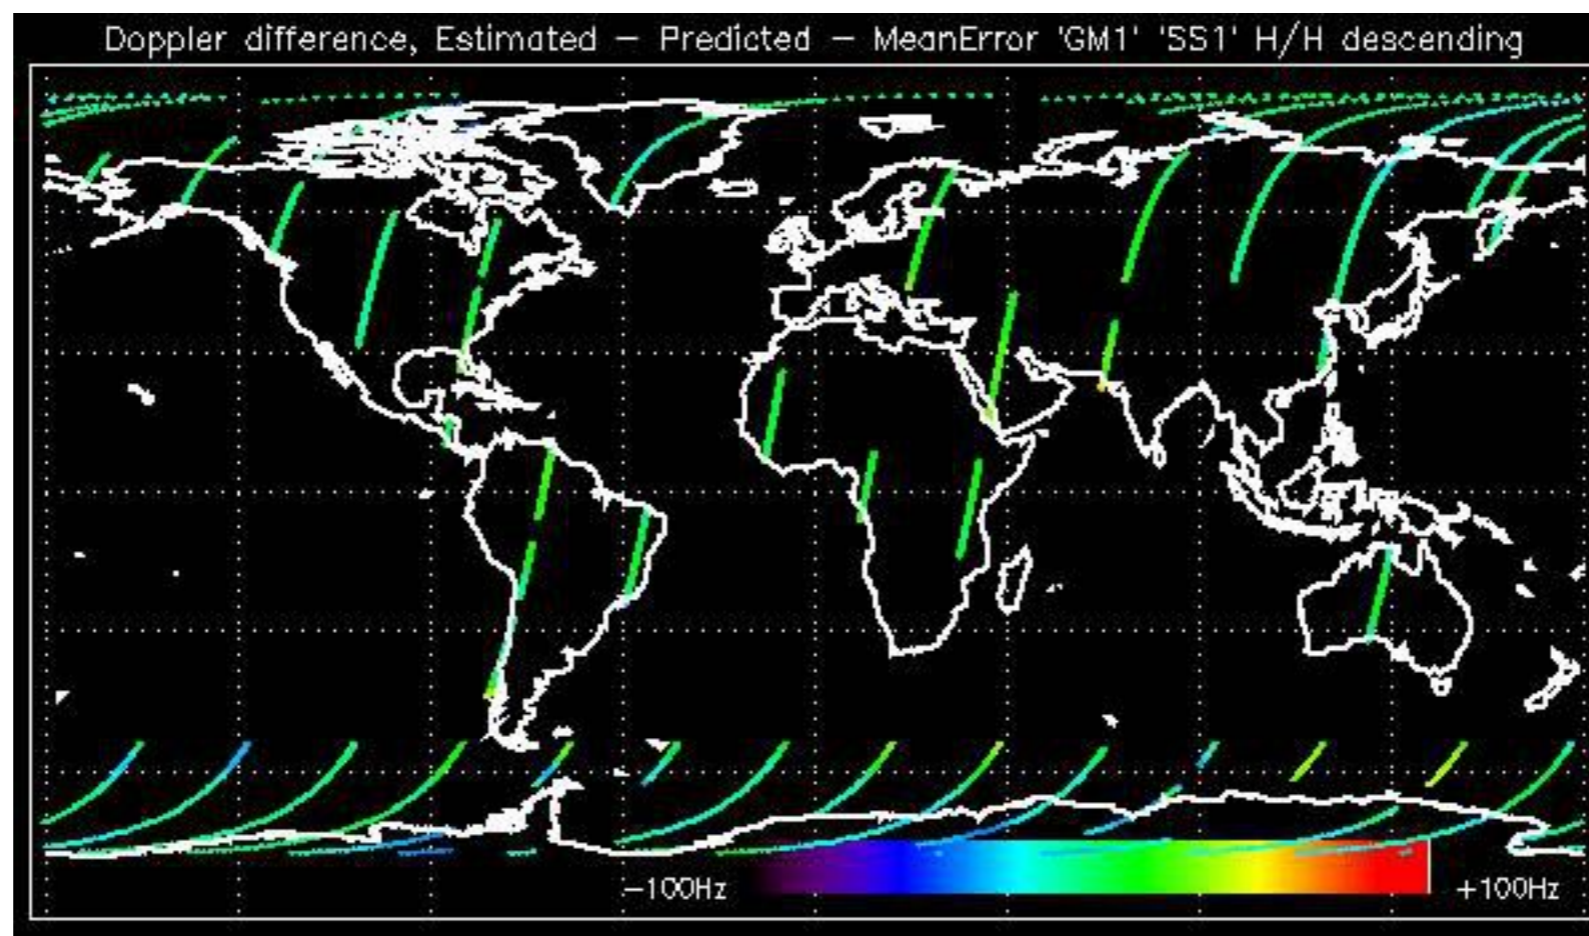 Doppler difference, Estimated – Predicted – MeanError 'GM1' 'SS1' H/H descending
–100Hz
+100Hz